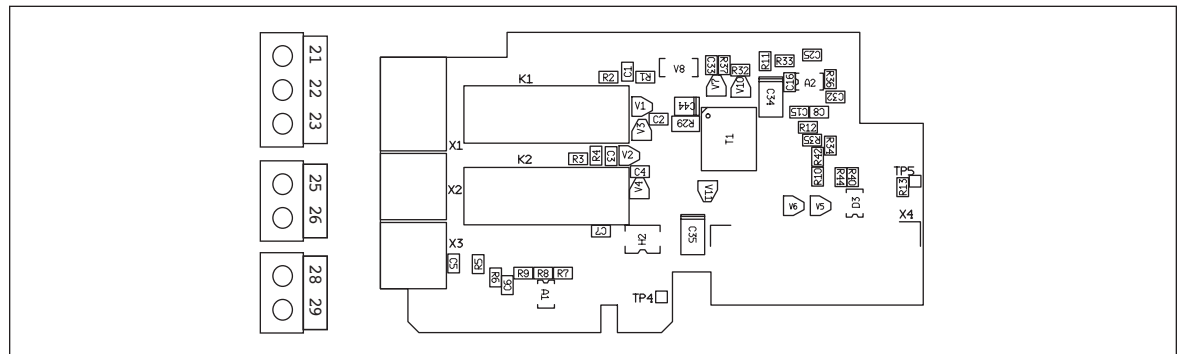 21
22
23
25
26
28
29
K1
X1
K2
X2
X3
R2
C1
R1
V8
C33
R37
R32
V7
V10
R11
R33
C25
C16
A2
R36
C34
C32
V1
C44
C2
R29
V3
T1
C15
C8
R12
R35
R34
R42
R3
R4
C3
V2
C4
V4
R10
R44
R40
TP5
R13
V11
V6
V5
D3
X4
C7
H2
C35
C5
R5
R6
C6
R9
R8
R7
A1
TP4